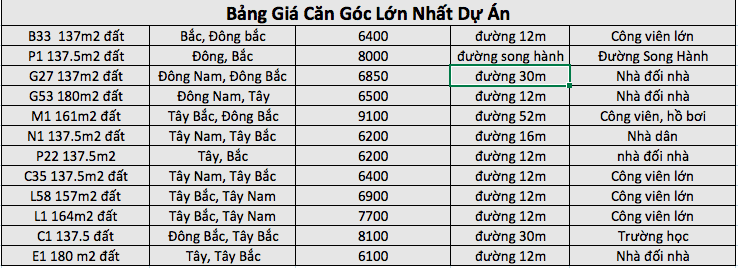 Bảng Giá Căn Góc Lớn Nhất Dự Án
B33 137m2 đất Bắc, Đông bắc 6400 đường 12m Công viên lớn
P1 137.5m2 đất Đông, Bắc 8000 đường song hành Đường Song Hành
G27 137m2 đất Đông Nam, Đông Bắc 6850 đường 30m Nhà đối nhà
G53 180m2 đất Đông Nam, Tây 6500 đường 12m Nhà đối nhà
M1 161m2 đất Tây Bắc, Đông Bắc 9100 đường 52m Công viên, hồ bơi
N1 137.5m2 đất Tây Nam, Tây Bắc 6200 đường 16m Nhà dân
P22 137.5m2 Tây, Bắc 6200 đường 12m nhà đối nhà
C35 137.5m2 đất Tây Nam, Tây Bắc 6400 đường 12m Công viên lớn
L58 157m2 đất Tây Bắc, Tây Nam 6900 đường 12m Công viên lớn
L1 164m2 đất Tây Bắc, Tây Nam 7700 đường 12m Công viên lớn
C1 137.5 đất Đông Bắc, Tây Bắc 8100 đường 30m Trường học
E1 180 m2 đất Tây, Tây Bắc 6100 đường 12m Nhà đối nhà